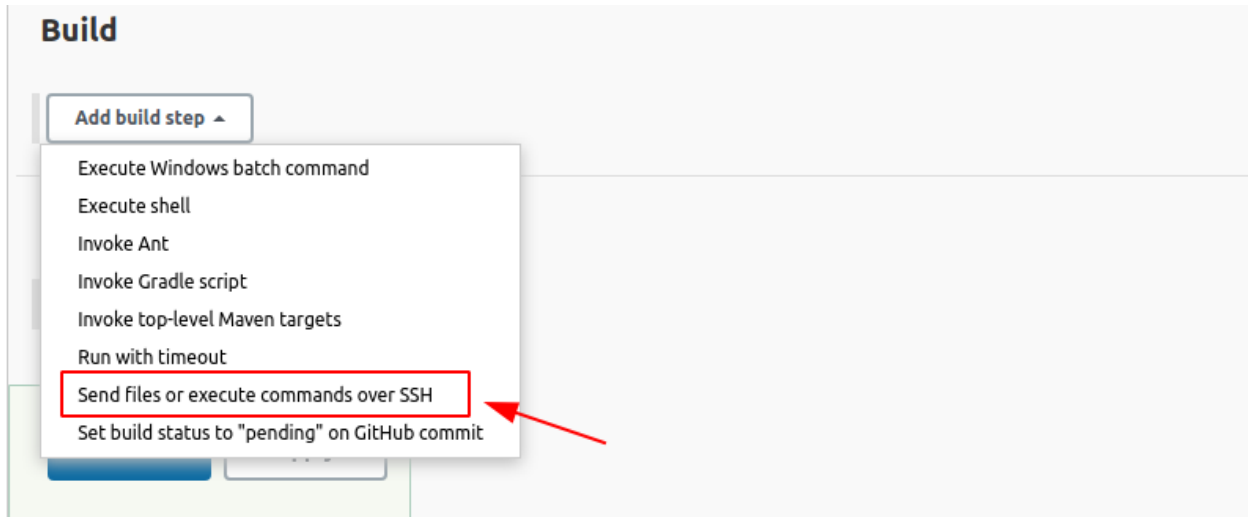 Build
Add build step
Execute Windows batch command
Execute shell
Invoke Ant
Invoke Gradle script
Invoke top-level Maven targets
Run with timeout
Send files or execute commands over SSH
Set build status to "pending" on GitHub commit